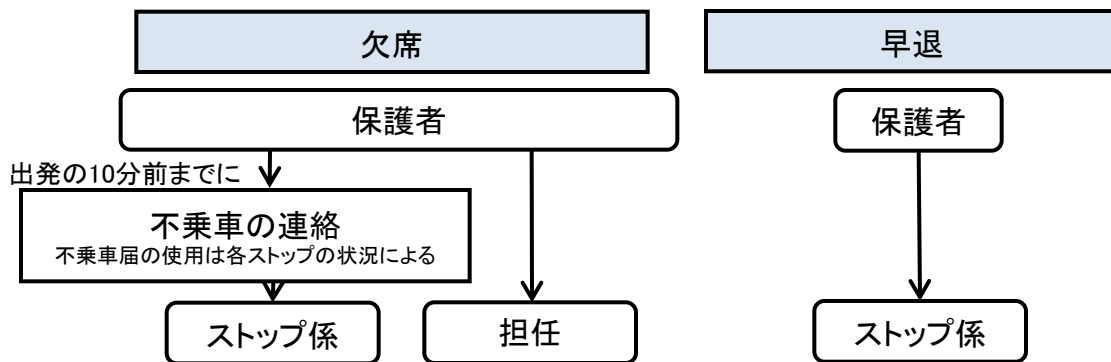 欠席
早退
保護者
保護者
出発の10分前までに
不乗車の連絡
不乗車届の使用は各ストップの状況による
ストップ係
担任
ストップ係